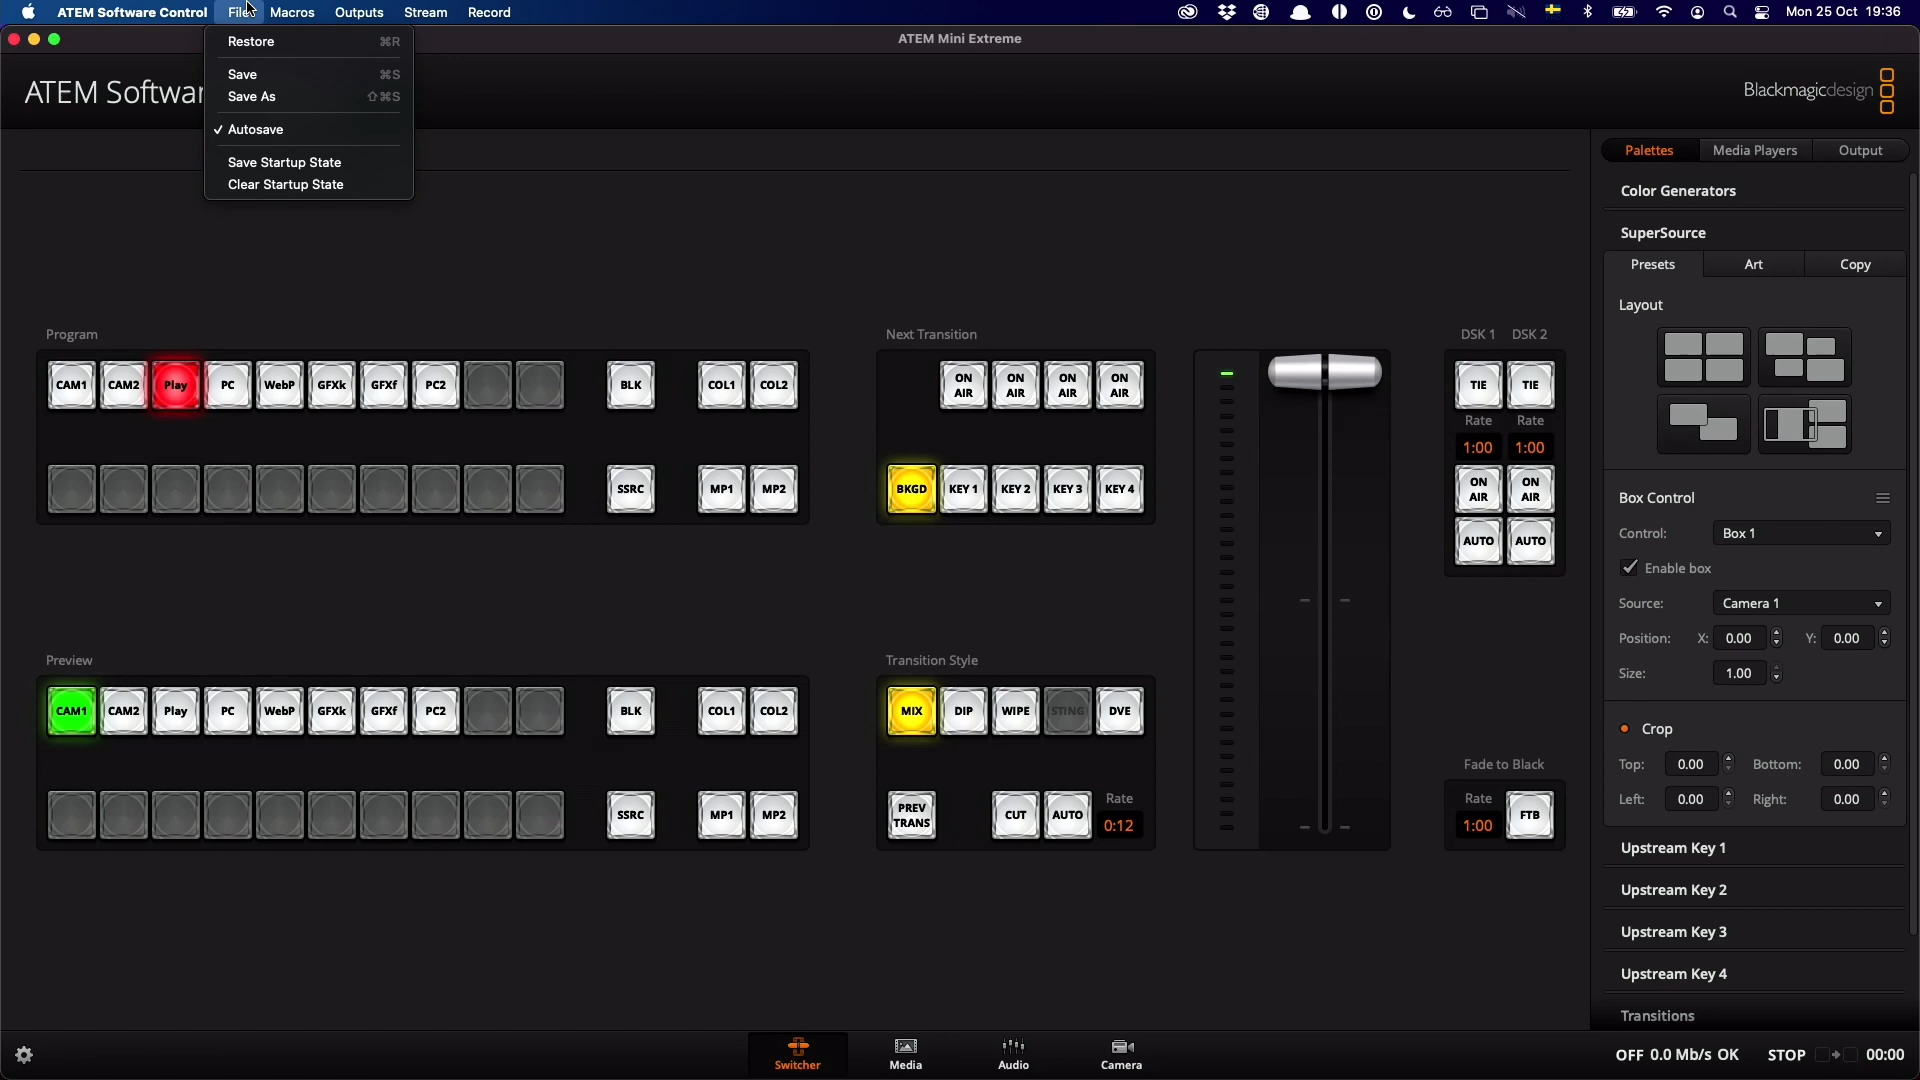 ATEM Software Control File Macros Outputs Stream Record Mon 25 Oct 19:36
ATEM Mini Extreme
Restore ⌘R
Save ⌘S
Save As ⇧⌘S
✓ Autosave
Save Startup State
Clear Startup State
ATEM Softwar
Blackmagicdesign
Palettes Media Players Output
Color Generators
SuperSource
Presets Art Copy
Layout
Program
CAM1 CAM2 Play PC WebP GFXk GFXf PC2 BLK COL1 COL2
SSRC MP1 MP2
Next Transition
ON AIR ON AIR ON AIR ON AIR
BKGD KEY 1 KEY 2 KEY 3 KEY 4
DSK 1 DSK 2
TIE TIE
Rate Rate
1:00 1:00
ON AIR ON AIR
AUTO AUTO
Box Control
Control: Box 1
Enable box
Source: Camera 1
Position: X: 0.00 Y: 0.00
Size: 1.00
Crop
Top: 0.00 Bottom: 0.00
Left: 0.00 Right: 0.00
Preview
CAM1 CAM2 Play PC WebP GFXk GFXf PC2 BLK COL1 COL2
SSRC MP1 MP2
Transition Style
MIX DIP WIPE STING DVE
PREV TRANS CUT AUTO Rate 0:12
Fade to Black
Rate 1:00 FTB
Upstream Key 1
Upstream Key 2
Upstream Key 3
Upstream Key 4
Transitions
Switcher Media Audio Camera
OFF 0.0 Mb/s OK STOP 00:00